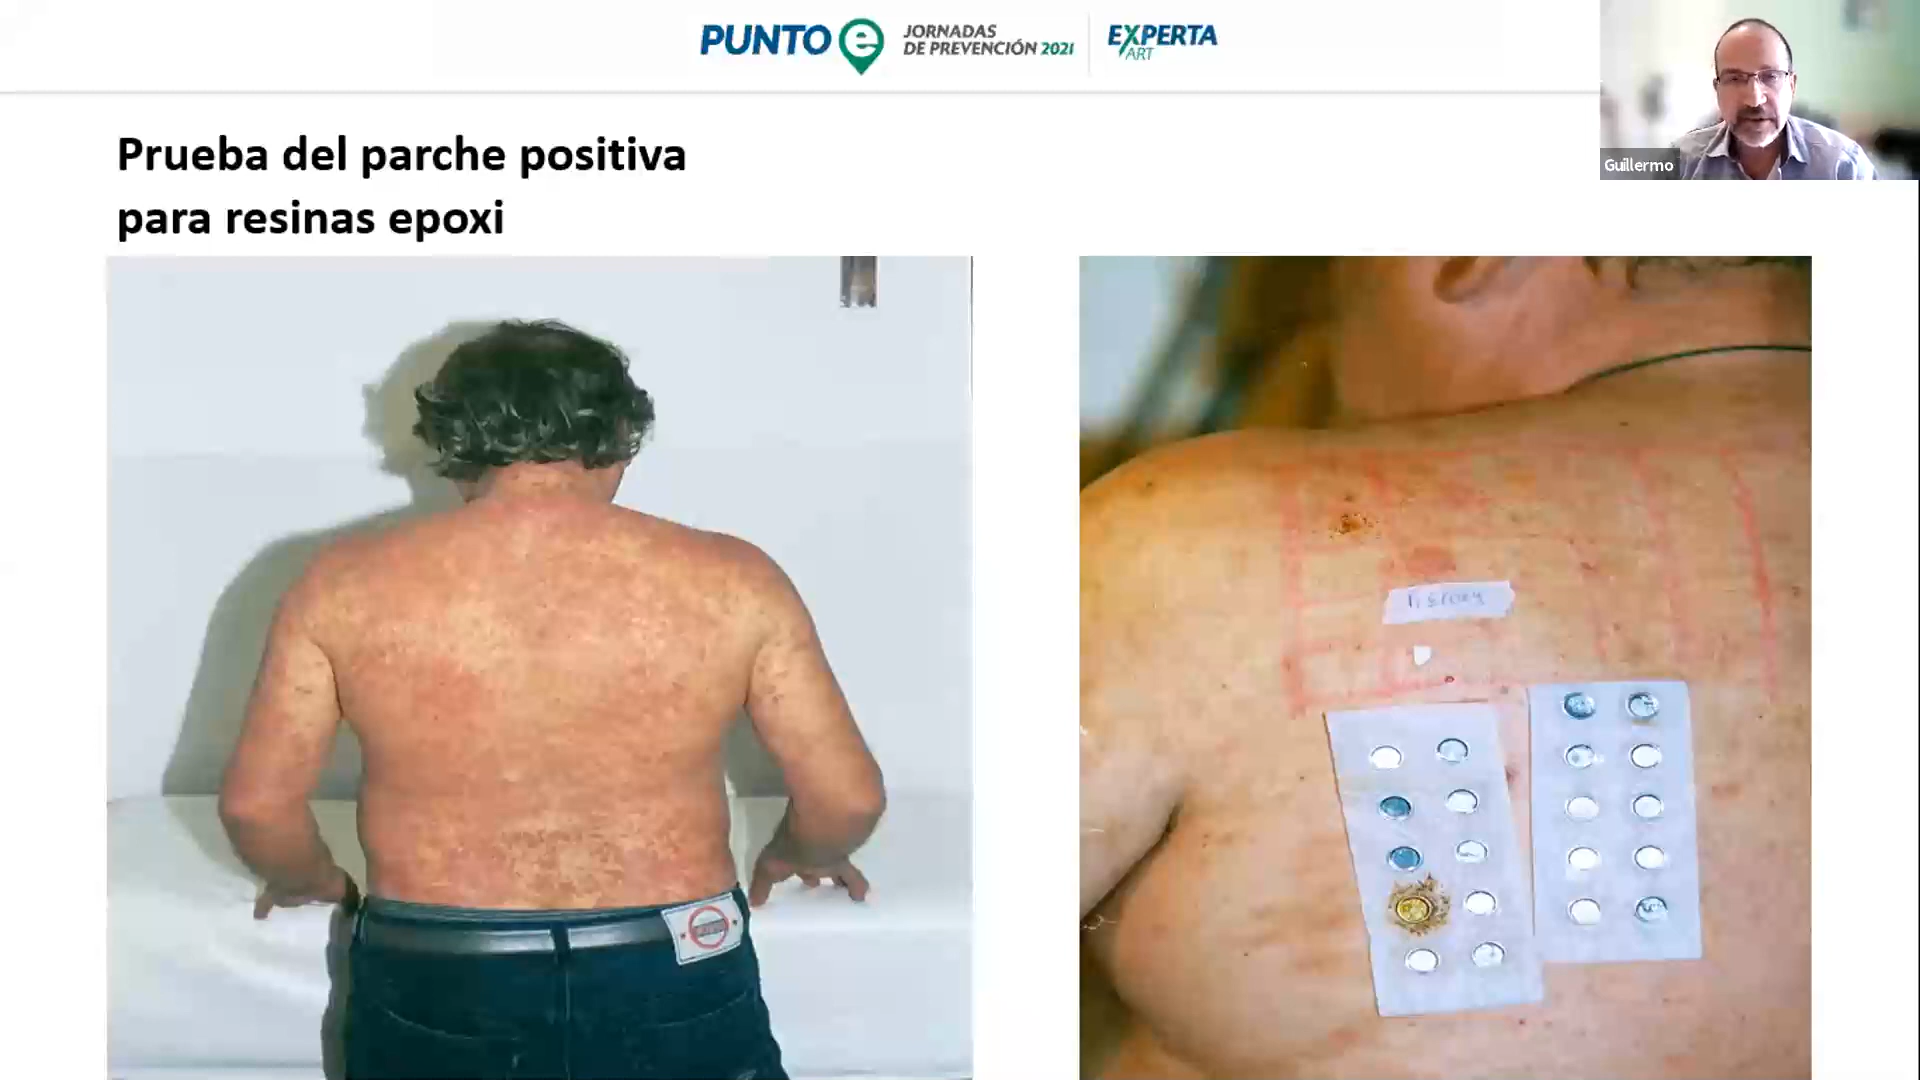 PUNTO e
JORNADAS
DE PREVENCIÓN 2021
EXPERTA
ART
Guillermo
Prueba del parche positiva
para resinas epoxi